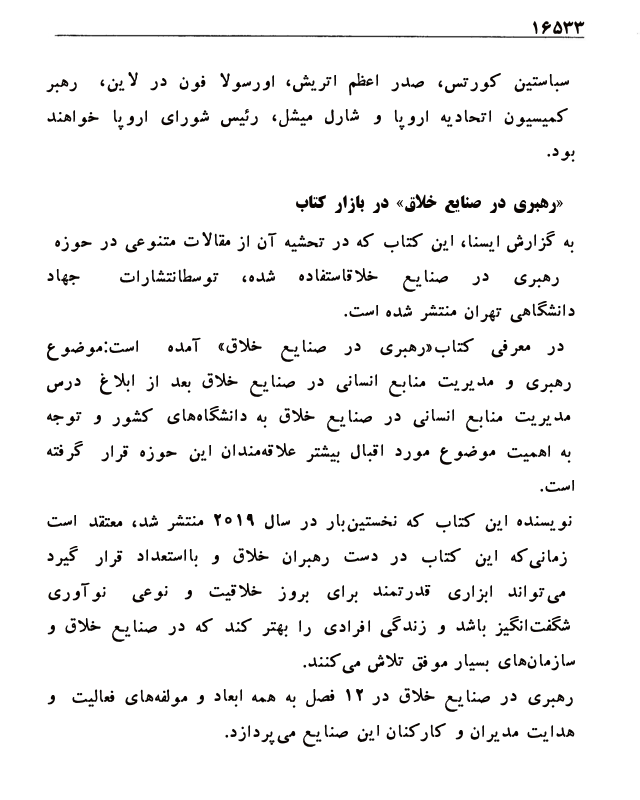 ۱۶۵۳۳
سباستین کورتس، صدر اعظم اتریش، اورسولا فون در لاین، رهبر
کمیسیون اتحادیه اروپا و شارل میشل، رئیس شورای اروپا خواهند
بود.
«رهبری در صنایع خلاق» در بازار کتاب
به گزارش ایسنا، این کتاب که در تحشیه آن از مقالات متنوعی در حوزه
رهبری در صنایع خلاقاستفاده شده، توسطانتشارات جهاد
دانشگاهی تهران منتشر شده است.
در معرفی کتاب«رهبری در صنایع خلاق» آمده است:موضوع
رهبری و مدیریت منابع انسانی در صنایع خلاق بعد از ابلاغ درس
مدیریت منابع انسانی در صنایع خلاق به دانشگاه‌های کشور و توجه
به اهمیت موضوع مورد اقبال بیشتر علاقه‌مندان این حوزه قرار گرفته
است.
نویسنده این کتاب که نخستین‌بار در سال ۲۰۱۹ منتشر شد، معتقد است
زمانی‌که این کتاب در دست رهبران خلاق و بااستعداد قرار گیرد
می‌تواند ابزاری قدرتمند برای بروز خلاقیت و نوعی نوآوری
شگفت‌انگیز باشد و زندگی افرادی را بهتر کند که در صنایع خلاق و
سازمان‌های بسیار موفق تلاش می‌کنند.
رهبری در صنایع خلاق در ۱۲ فصل به همه ابعاد و مولفه‌های فعالیت و
هدایت مدیران و کارکنان این صنایع می‌پردازد.